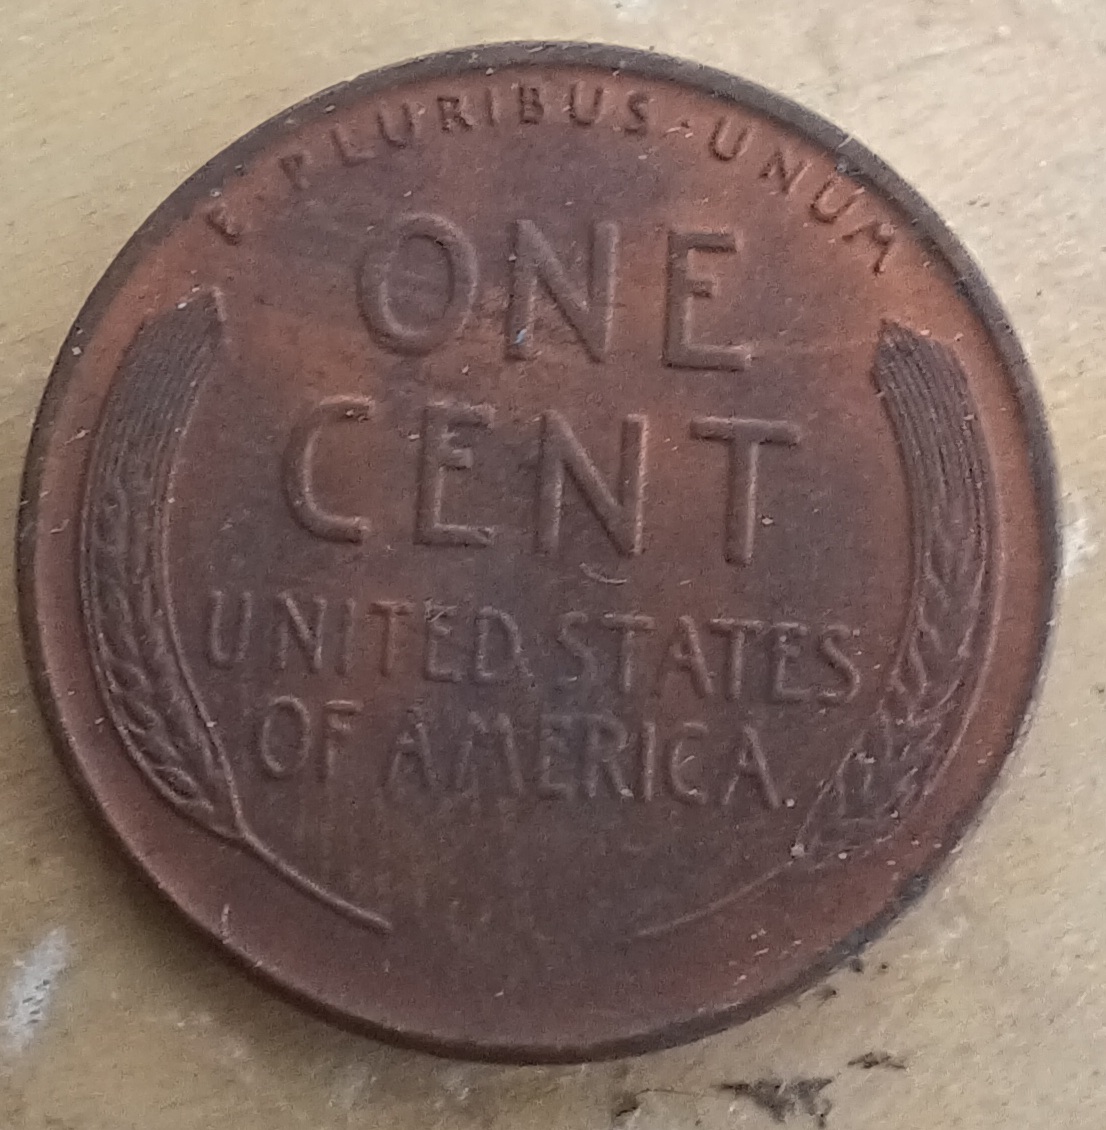 E · PLURIBUS · UNUM
ONE
CENT
UNITED STATES
OF AMERICA